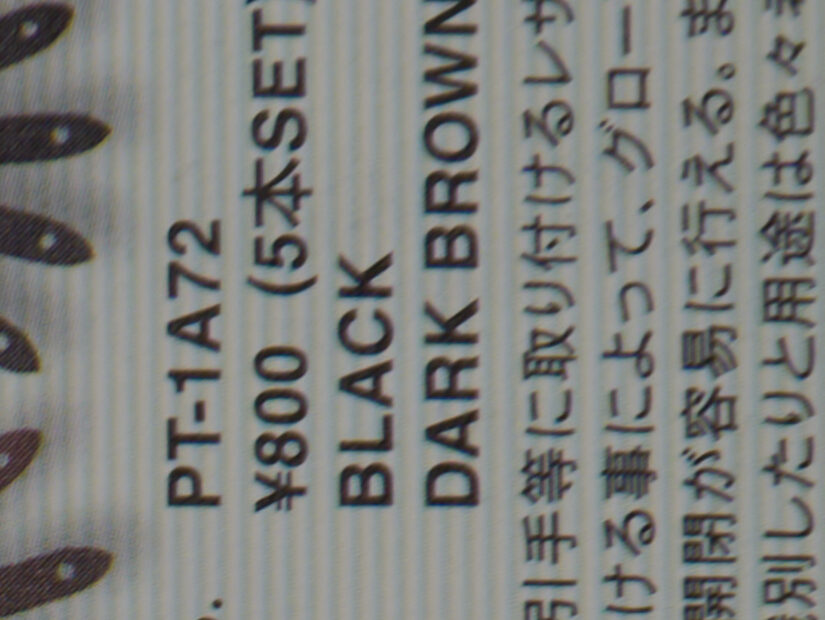 PT-1A72
¥800 (5本SET)
BLACK
DARK BROWN
引手等に取り付けるレザ
ける事によって、グロー
開閉が容易に行える。ま
別したりと用途は色々